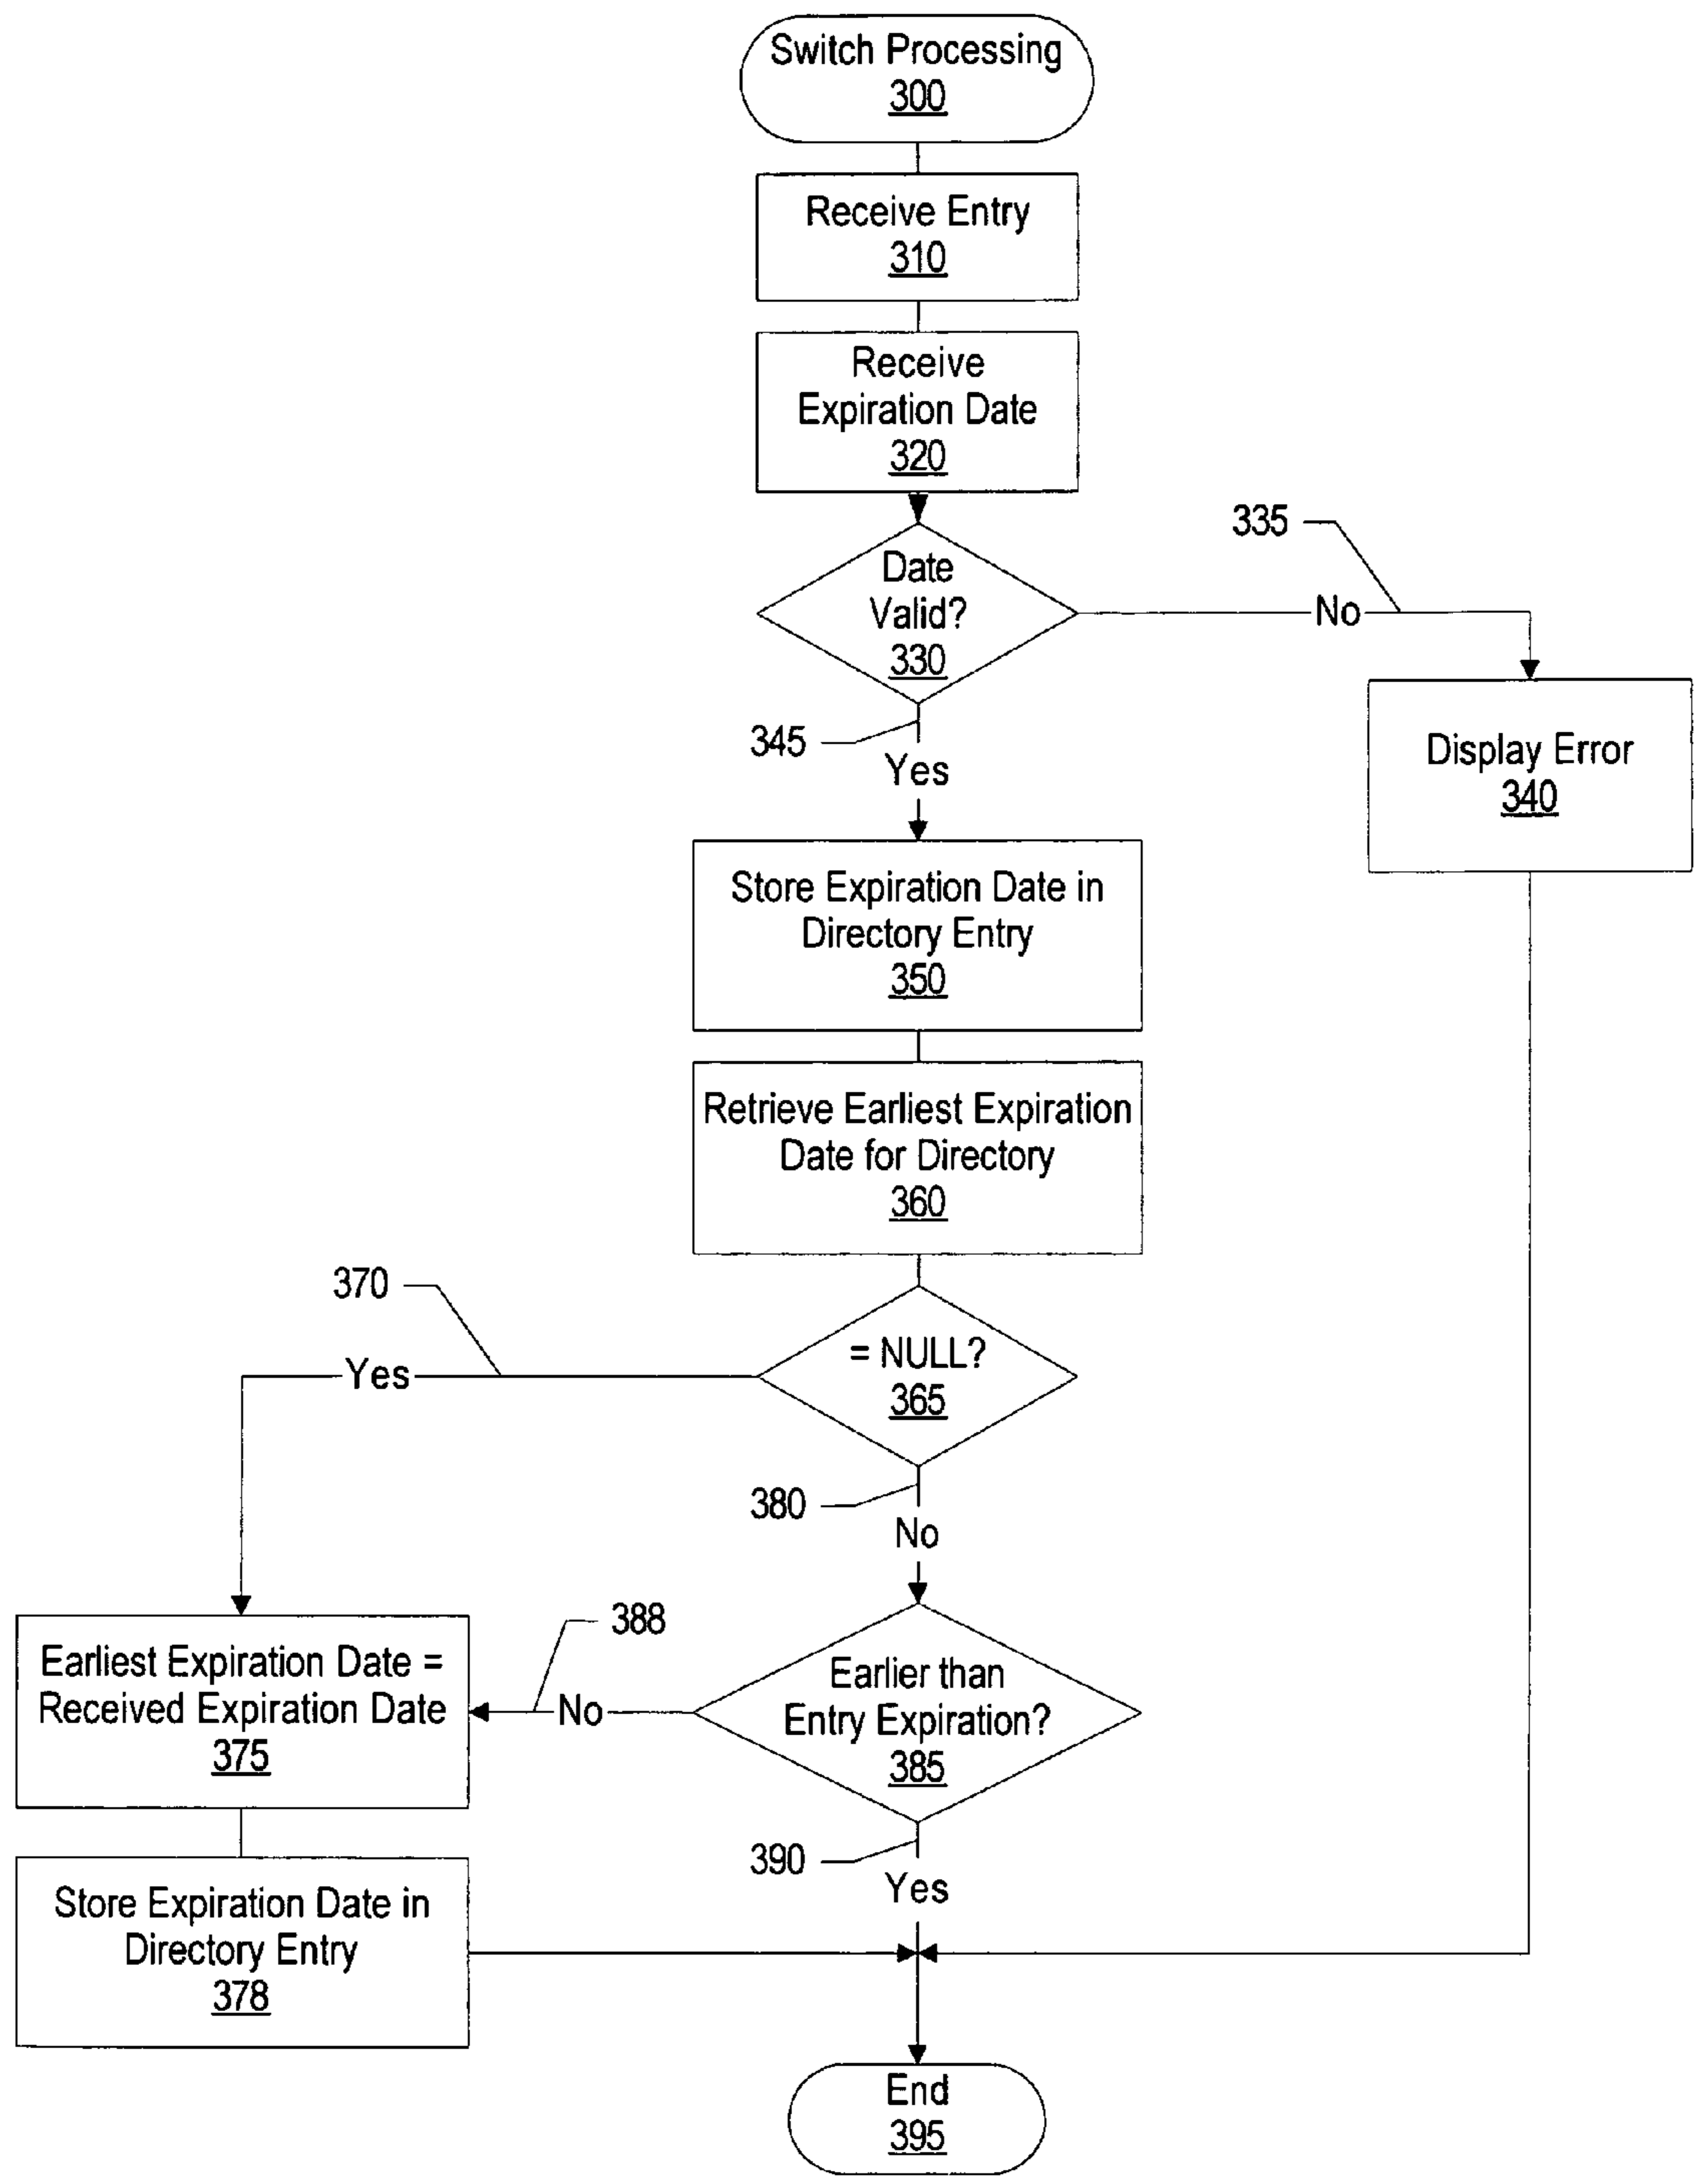 Switch Processing
300
Receive Entry
310
Receive
Expiration Date
320
335
Date
Valid?
330
No
345
Yes
Display Error
340
Store Expiration Date in
Directory Entry
350
Retrieve Earliest Expiration
Date for Directory
360
370
= NULL?
365
Yes
380
No
388
Earliest Expiration Date =
Received Expiration Date
375
No
Earlier than
Entry Expiration?
385
390
Yes
Store Expiration Date in
Directory Entry
378
End
395